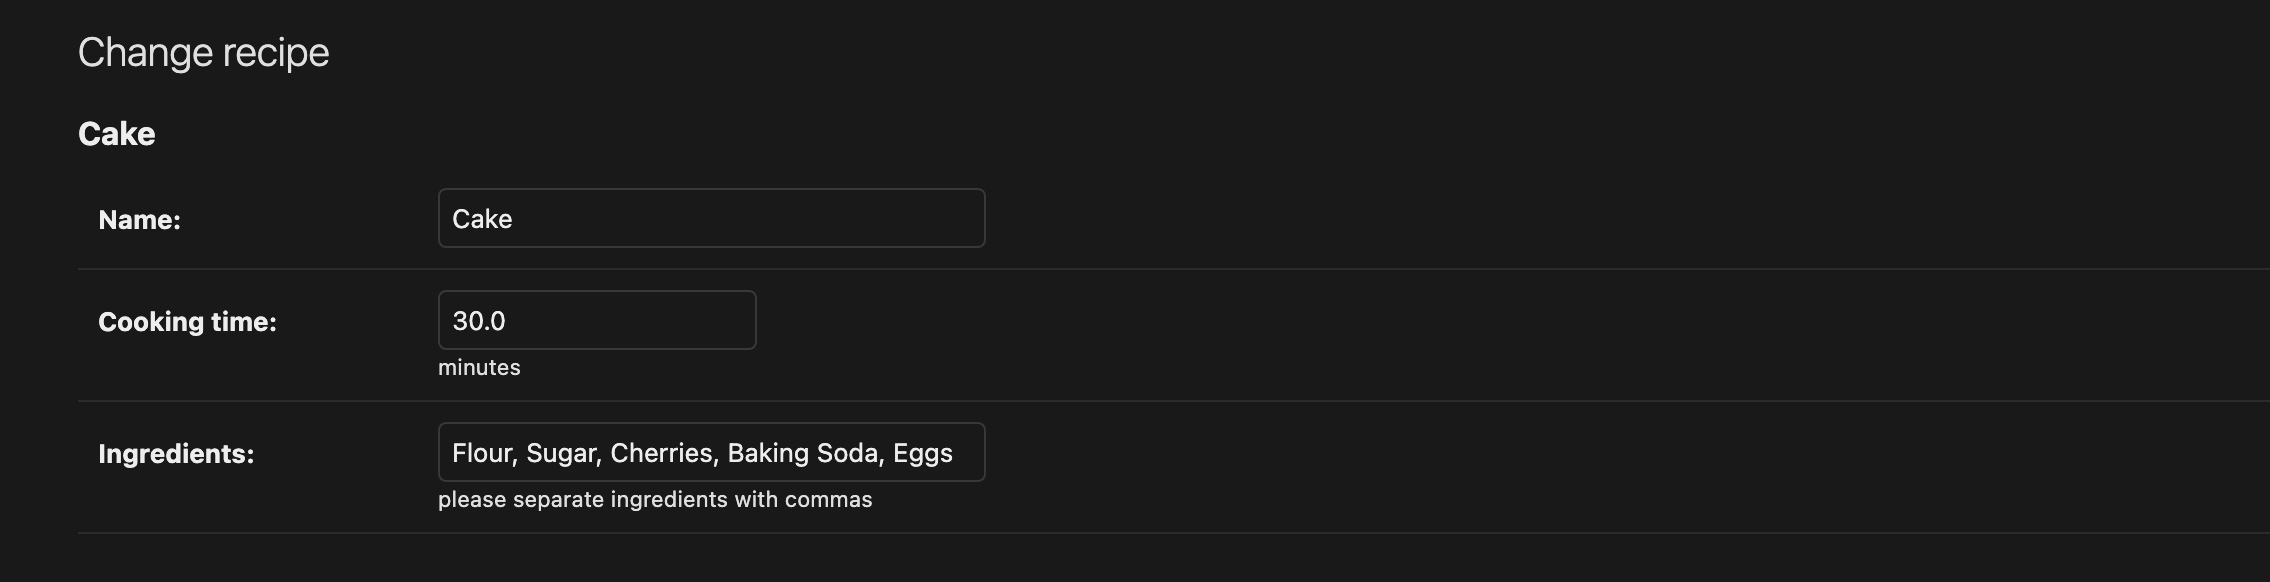 Change recipe
Cake
Name: Cake
Cooking time: 30.0
minutes
Ingredients: Flour, Sugar, Cherries, Baking Soda, Eggs
please separate ingredients with commas